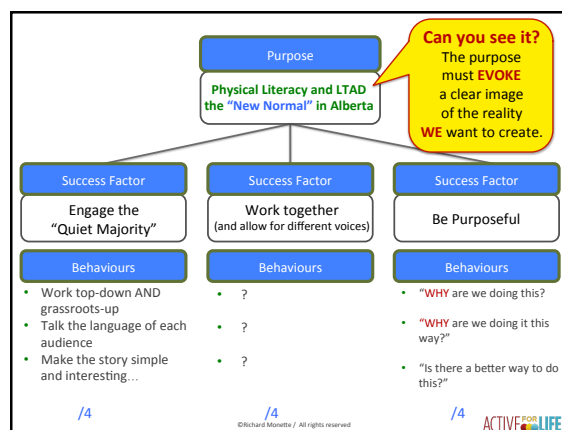 Purpose
Physical Literacy and LTAD
the “New Normal” in Alberta
Can you see it?
The purpose
must EVOKE
a clear image
of the reality
WE want to create.
Success Factor
Engage the
“Quiet Majority”
Behaviours
• Work top-down AND
grassroots-up
• Talk the language of each
audience
• Make the story simple
and interesting…
/4
Success Factor
Work together
(and allow for different voices)
Behaviours
• ?
• ?
• ?
/4
Success Factor
Be Purposeful
Behaviours
• “WHY are we doing this?
• “WHY are we doing it this
way?”
• “Is there a better way to do
this?”
/4
©Richard Monette / All rights reserved
ACTIVE FOR LIFE